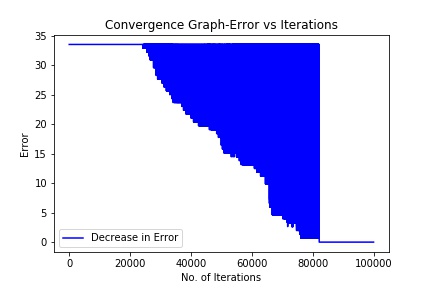 Convergence Graph-Error vs Iterations
35
30
25
20
15
10
5
0
Error
Decrease in Error
0 20000 40000 60000 80000 100000
No. of Iterations